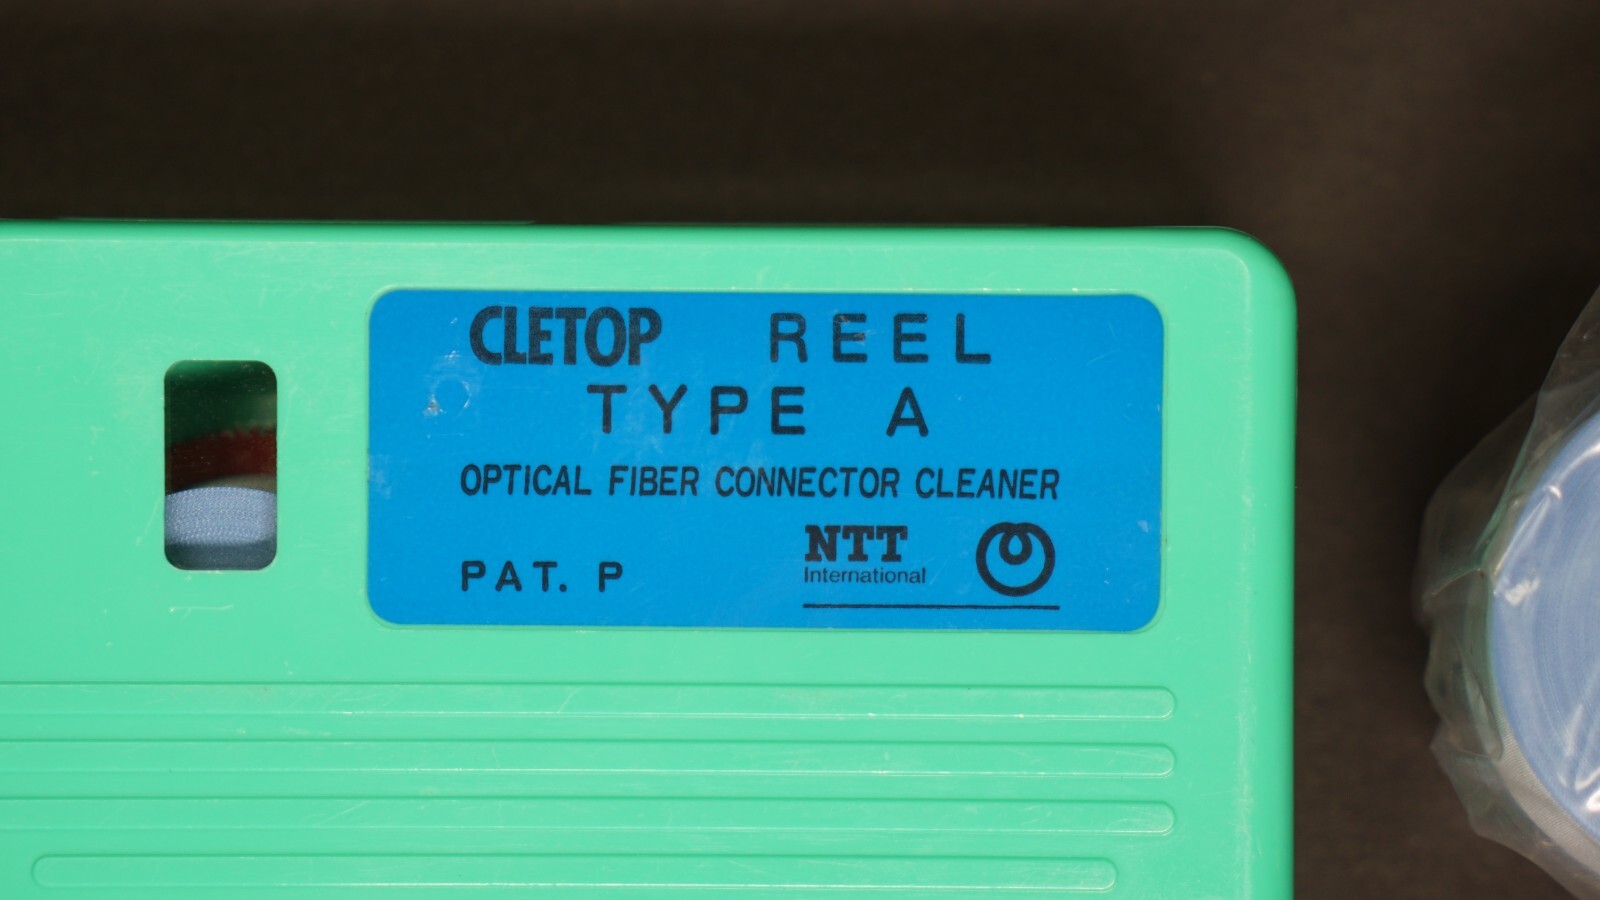 CLETOP REEL
TYPE A
OPTICAL FIBER CONNECTOR CLEANER
PAT. P
NTT
International